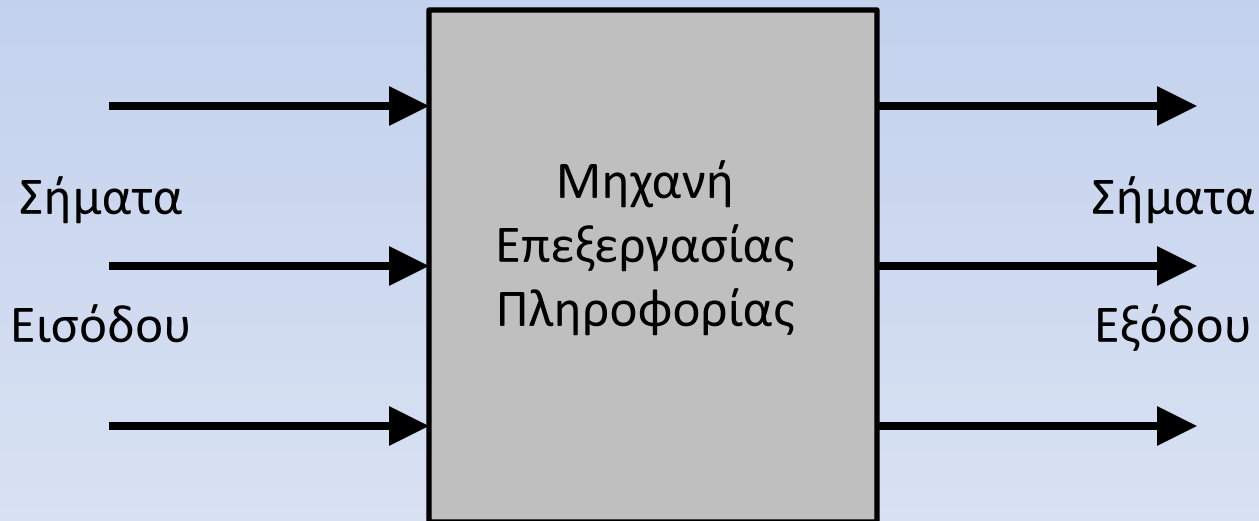 Σήματα
Εισόδου
Μηχανή
Επεξεργασίας
Πληροφορίας
Σήματα
Εξόδου